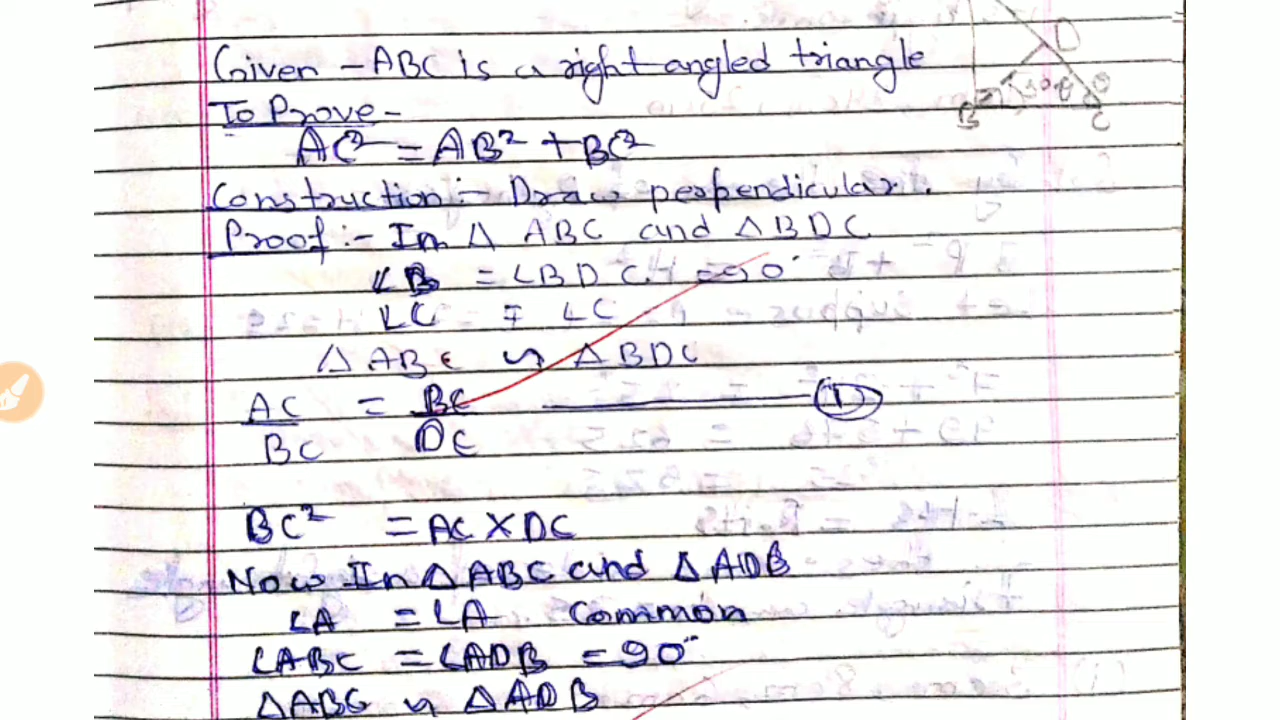 Given - ABC is a right angled triangle
To Prove -
AC² = AB² + BC²
Construction :- Draw perpendicular .
Proof :- In △ ABC and △ BDC
∠B = ∠BDC = 90°
∠C = ∠C
△ ABC ∽ △ BDC
AC/BC = BC/DC ——— ①
BC² = AC × DC
Now In △ ABC and △ ADB
∠A = ∠A Common
∠ABC = ∠ADB = 90°
△ABC ∽ △ADB
D
B
C